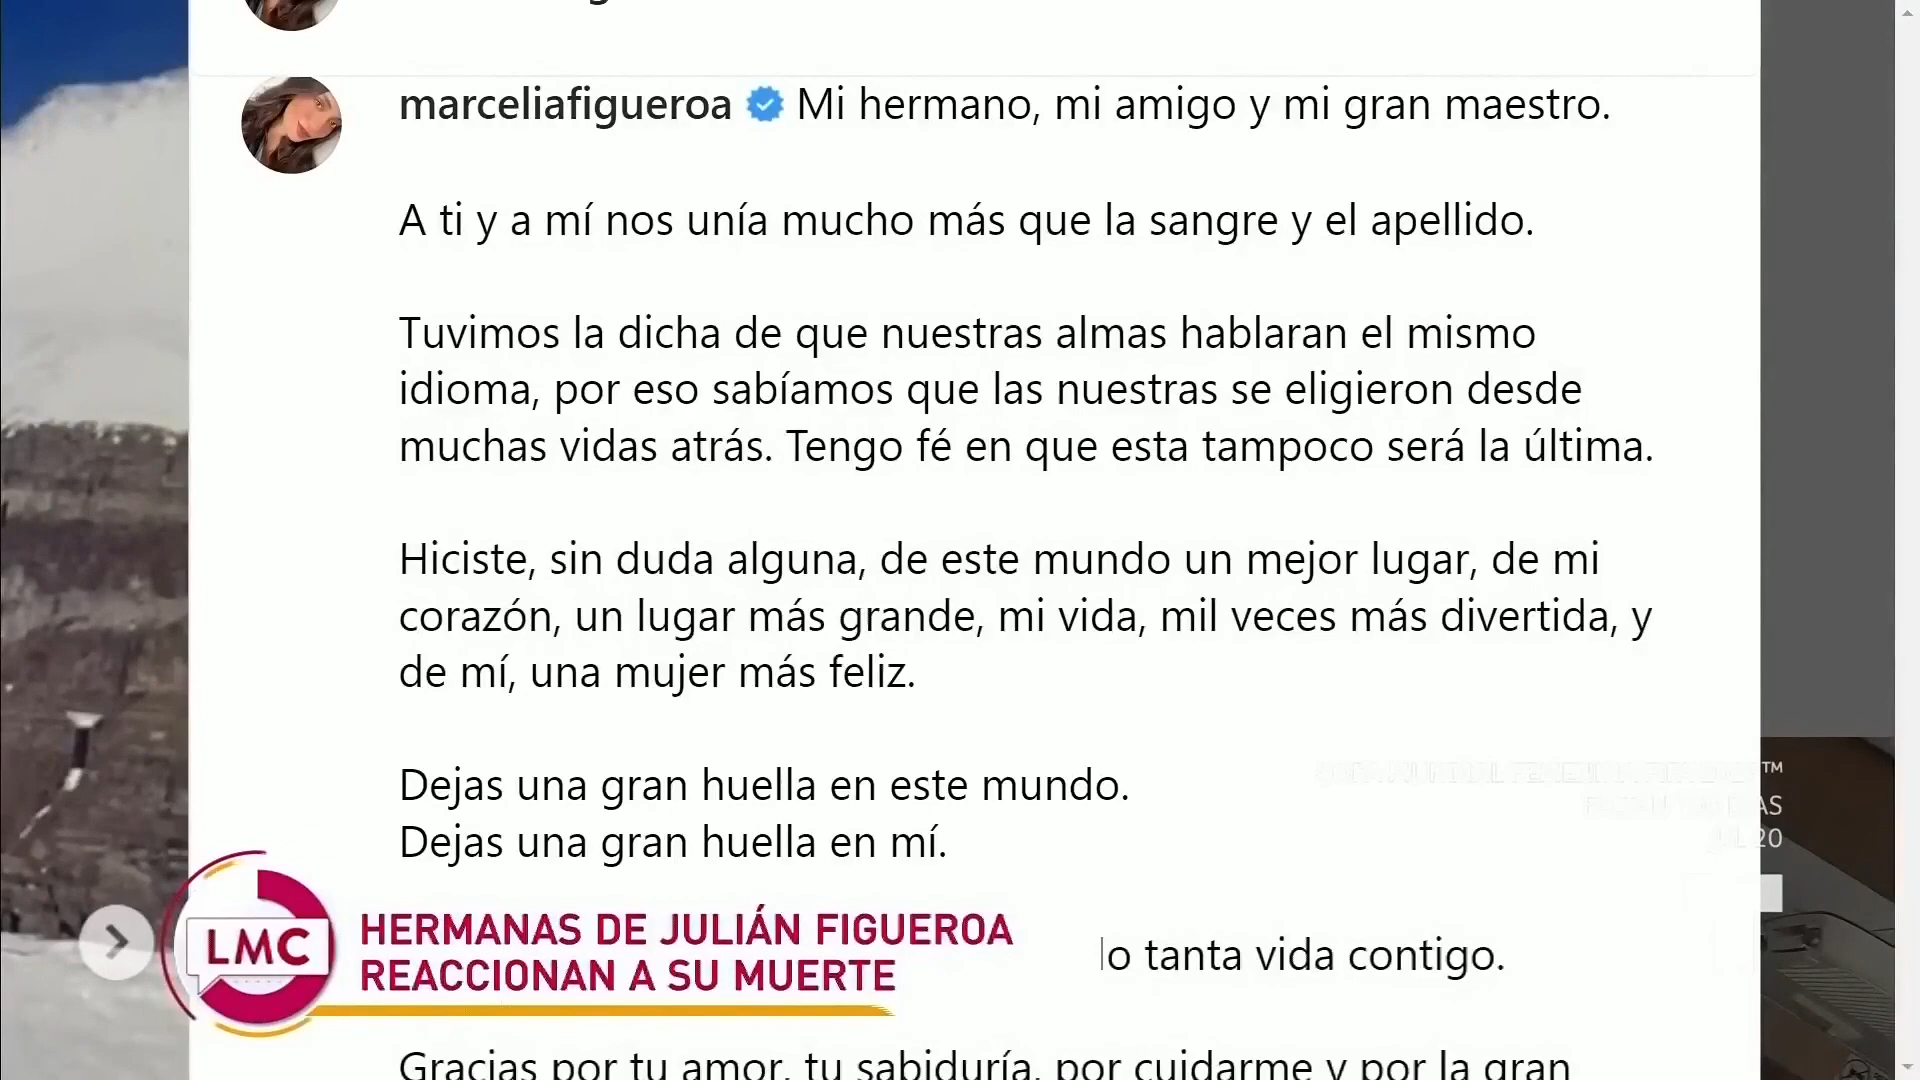 marceliafigueroa Mi hermano, mi amigo y mi gran maestro.
A ti y a mí nos unía mucho más que la sangre y el apellido.
Tuvimos la dicha de que nuestras almas hablaran el mismo
idioma, por eso sabíamos que las nuestras se eligieron desde
muchas vidas atrás. Tengo fé en que esta tampoco será la última.
Hiciste, sin duda alguna, de este mundo un mejor lugar, de mi
corazón, un lugar más grande, mi vida, mil veces más divertida, y
de mí, una mujer más feliz.
Dejas una gran huella en este mundo.
Dejas una gran huella en mí.
lo tanta vida contigo.
Gracias por tu amor, tu sabiduría, por cuidarme y por la gran
LMC
HERMANAS DE JULIÁN FIGUEROA
REACCIONAN A SU MUERTE